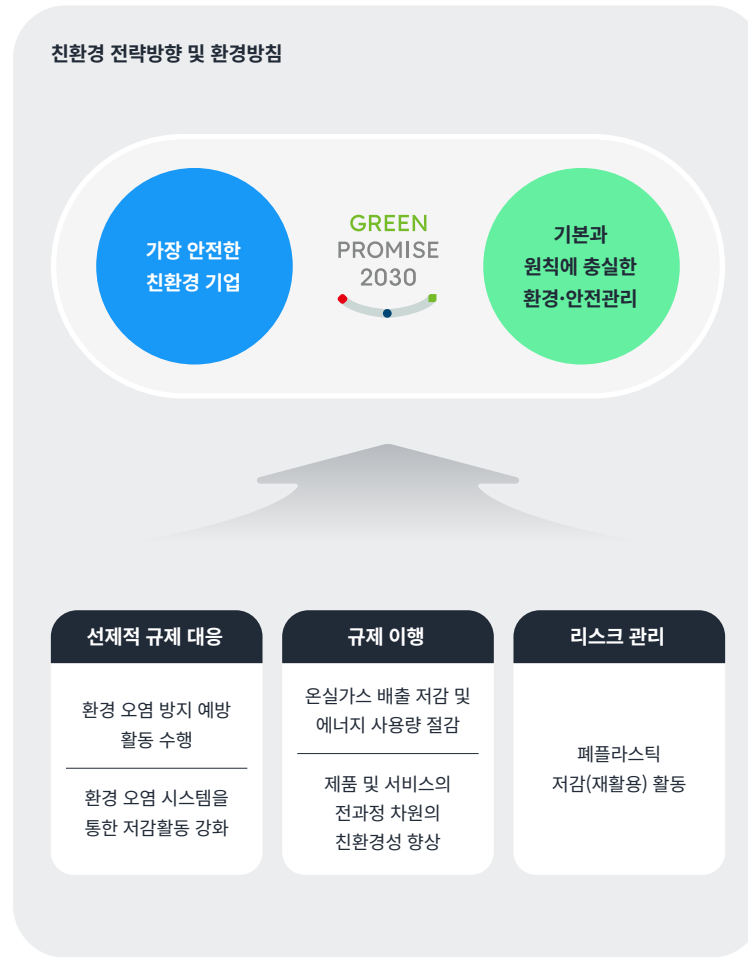 친환경 전략방향 및 환경방침
가장 안전한
친환경 기업
GREEN
PROMISE
2030
기본과
원칙에 충실한
환경·안전관리
선제적 규제 대응
환경 오염 방지 예방
활동 수행
환경 오염 시스템을
통한 저감활동 강화
규제 이행
온실가스 배출 저감 및
에너지 사용량 절감
제품 및 서비스의
전과정 차원의
친환경성 향상
리스크 관리
폐플라스틱
저감(재활용) 활동